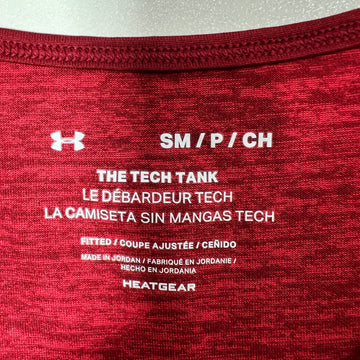 SM / P / CH
THE TECH TANK
LE DÉBARDEUR TECH
LA CAMISETA SIN MANGAS TECH
FITTED / COUPE AJUSTÉE / CEÑIDO
MADE IN JORDAN / FABRIQUÉ EN JORDANIE /
HECHO EN JORDANIA
HEATGEAR